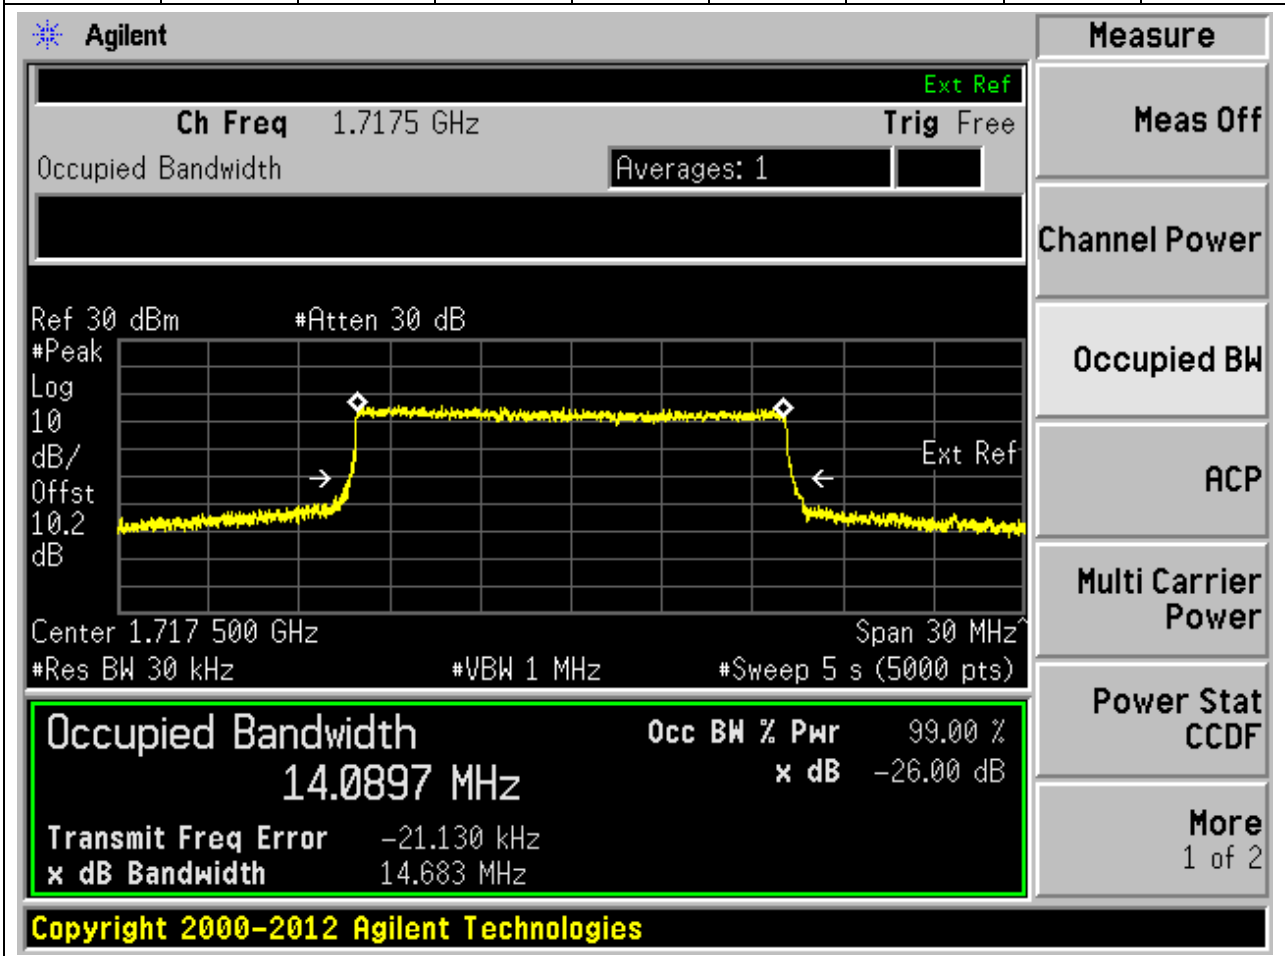 Agilent
Measure
Ext Ref
Ch Freq 1.7175 GHz Trig Free
Occupied Bandwidth Averages: 1
Ref 30 dBm #Atten 30 dB
#Peak
Log
10
dB/
Offst
10.2
dB
Ext Ref
Center 1.717 500 GHz Span 30 MHz^
#Res BW 30 kHz #VBW 1 MHz #Sweep 5 s (5000 pts)
Occupied Bandwidth
14.0897 MHz
Occ BW % Pwr 99.00 %
x dB -26.00 dB
Transmit Freq Error -21.130 kHz
x dB Bandwidth 14.683 MHz
Meas Off
Channel Power
Occupied BW
ACP
Multi Carrier
Power
Power Stat
CCDF
More
1 of 2
Copyright 2000-2012 Agilent Technologies